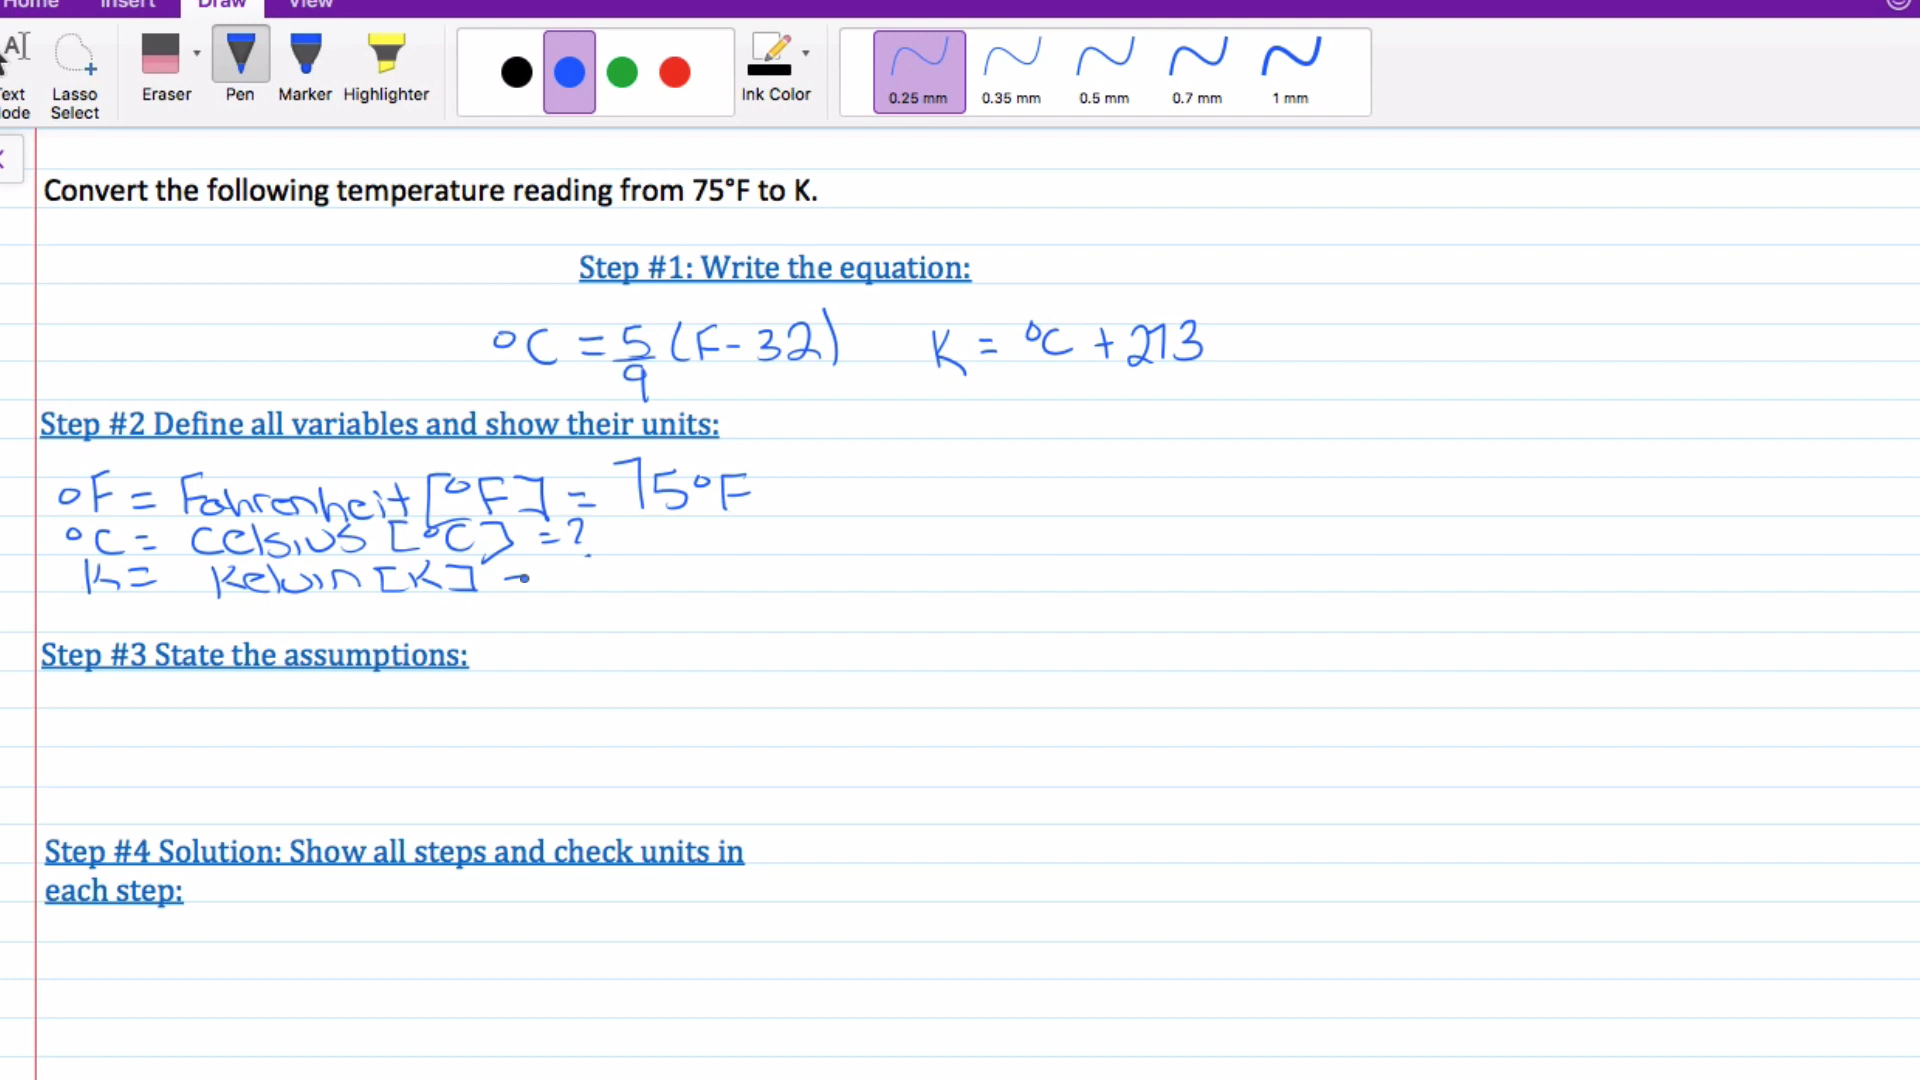 Home Insert Draw View
Text Mode Lasso Select Eraser Pen Marker Highlighter Ink Color 0.25 mm 0.35 mm 0.5 mm 0.7 mm 1 mm
Convert the following temperature reading from 75°F to K.
Step #1: Write the equation:
°C = 5/9 (F - 32) K = °C + 273
Step #2 Define all variables and show their units:
°F = Fahrenheit [°F] = 75°F
°C = Celsius [°C] = ?
K = Kelvin [K] -
Step #3 State the assumptions:
Step #4 Solution: Show all steps and check units in
each step: